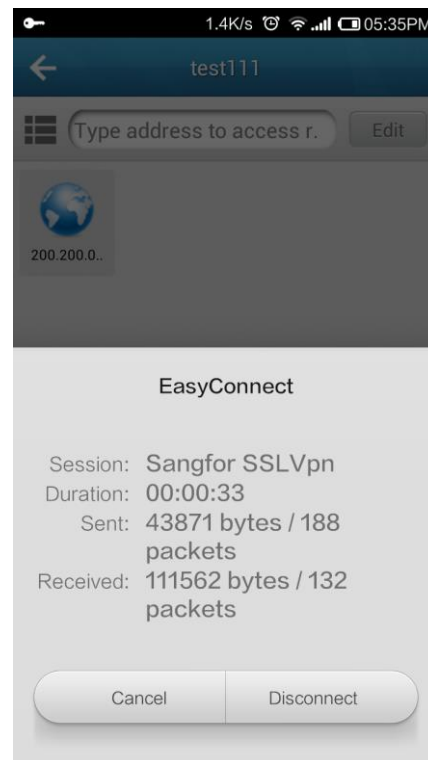 1.4K/s 05:35PM
test111
Type address to access r. Edit
200.200.0..
EasyConnect
Session: Sangfor SSLVpn
Duration: 00:00:33
Sent: 43871 bytes / 188
packets
Received: 111562 bytes / 132
packets
Cancel Disconnect